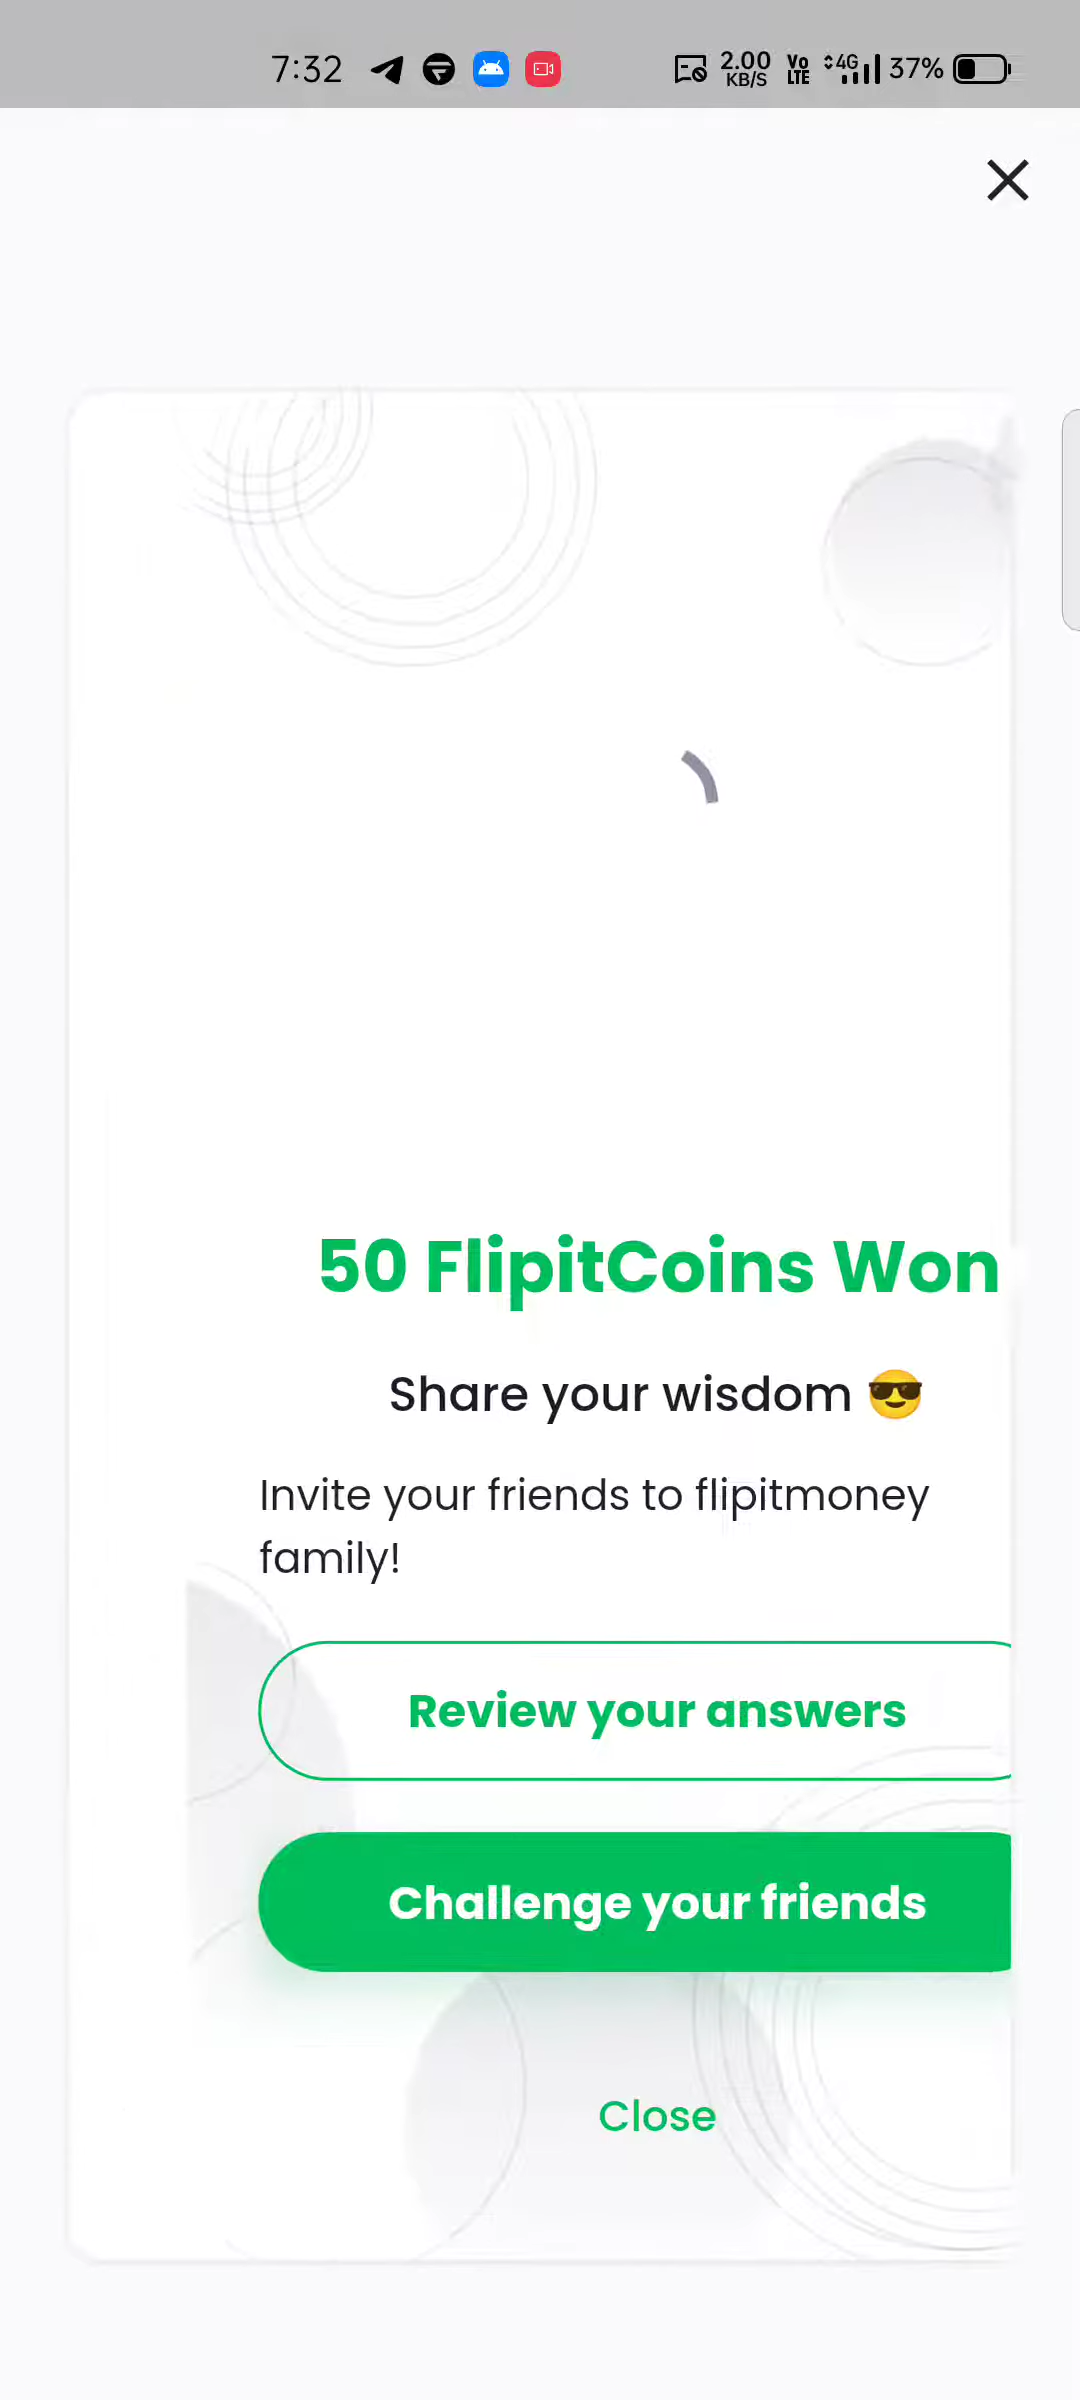 7:32 2.00 KB/S Vo LTE 4G 37%
50 FlipitCoins Won
Share your wisdom 😎
Invite your friends to flipitmoney
family!
Review your answers
Challenge your friends
Close